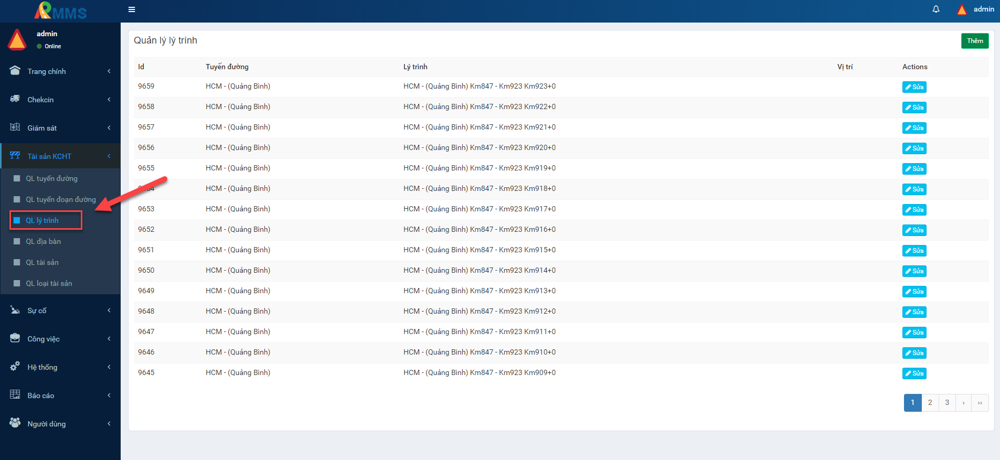 RMMS
admin
admin
Online
Trang chính
Chekcin
Giám sát
Tài sản KCHT
QL tuyến đường
QL tuyến đoạn đường
QL lý trình
QL địa bàn
QL tài sản
QL loại tài sản
Sự cố
Công việc
Hệ thống
Báo cáo
Người dùng
Quản lý lý trình
Thêm
Id Tuyến đường Lý trình Vị trí Actions
9659 HCM - (Quảng Bình) HCM - (Quảng Bình) Km847 - Km923 Km923+0 Sửa
9658 HCM - (Quảng Bình) HCM - (Quảng Bình) Km847 - Km923 Km922+0 Sửa
9657 HCM - (Quảng Bình) HCM - (Quảng Bình) Km847 - Km923 Km921+0 Sửa
9656 HCM - (Quảng Bình) HCM - (Quảng Bình) Km847 - Km923 Km920+0 Sửa
9655 HCM - (Quảng Bình) HCM - (Quảng Bình) Km847 - Km923 Km919+0 Sửa
9654 HCM - (Quảng Bình) HCM - (Quảng Bình) Km847 - Km923 Km918+0 Sửa
9653 HCM - (Quảng Bình) HCM - (Quảng Bình) Km847 - Km923 Km917+0 Sửa
9652 HCM - (Quảng Bình) HCM - (Quảng Bình) Km847 - Km923 Km916+0 Sửa
9651 HCM - (Quảng Bình) HCM - (Quảng Bình) Km847 - Km923 Km915+0 Sửa
9650 HCM - (Quảng Bình) HCM - (Quảng Bình) Km847 - Km923 Km914+0 Sửa
9649 HCM - (Quảng Bình) HCM - (Quảng Bình) Km847 - Km923 Km913+0 Sửa
9648 HCM - (Quảng Bình) HCM - (Quảng Bình) Km847 - Km923 Km912+0 Sửa
9647 HCM - (Quảng Bình) HCM - (Quảng Bình) Km847 - Km923 Km911+0 Sửa
9646 HCM - (Quảng Bình) HCM - (Quảng Bình) Km847 - Km923 Km910+0 Sửa
9645 HCM - (Quảng Bình) HCM - (Quảng Bình) Km847 - Km923 Km909+0 Sửa
1 2 3 › ››